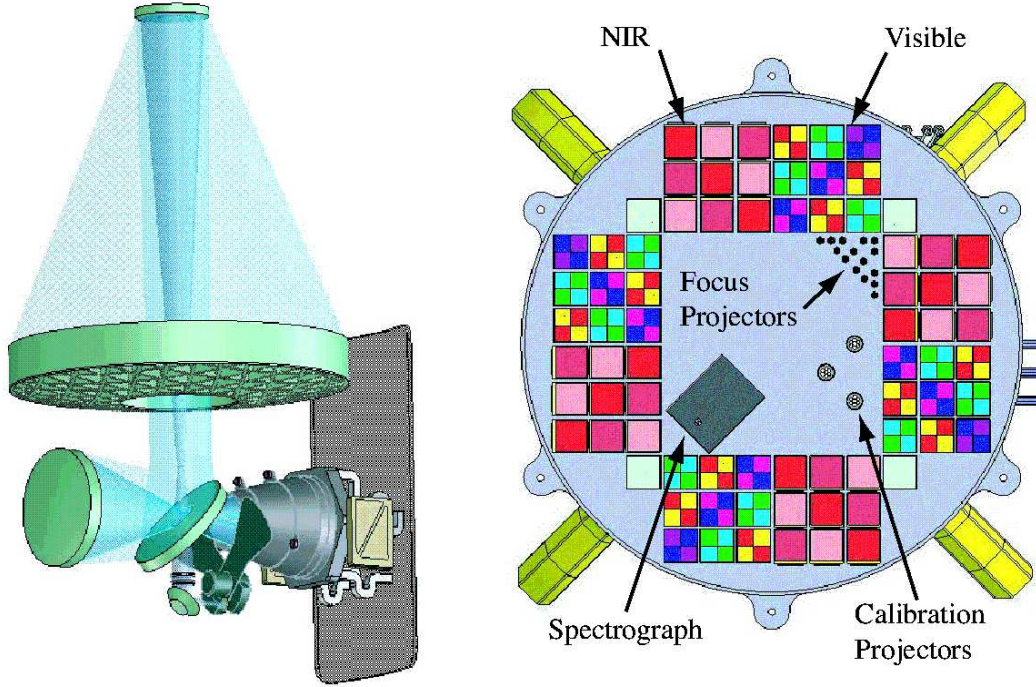 NIR
Visible
Focus
Projectors
Spectrograph
Calibration
Projectors